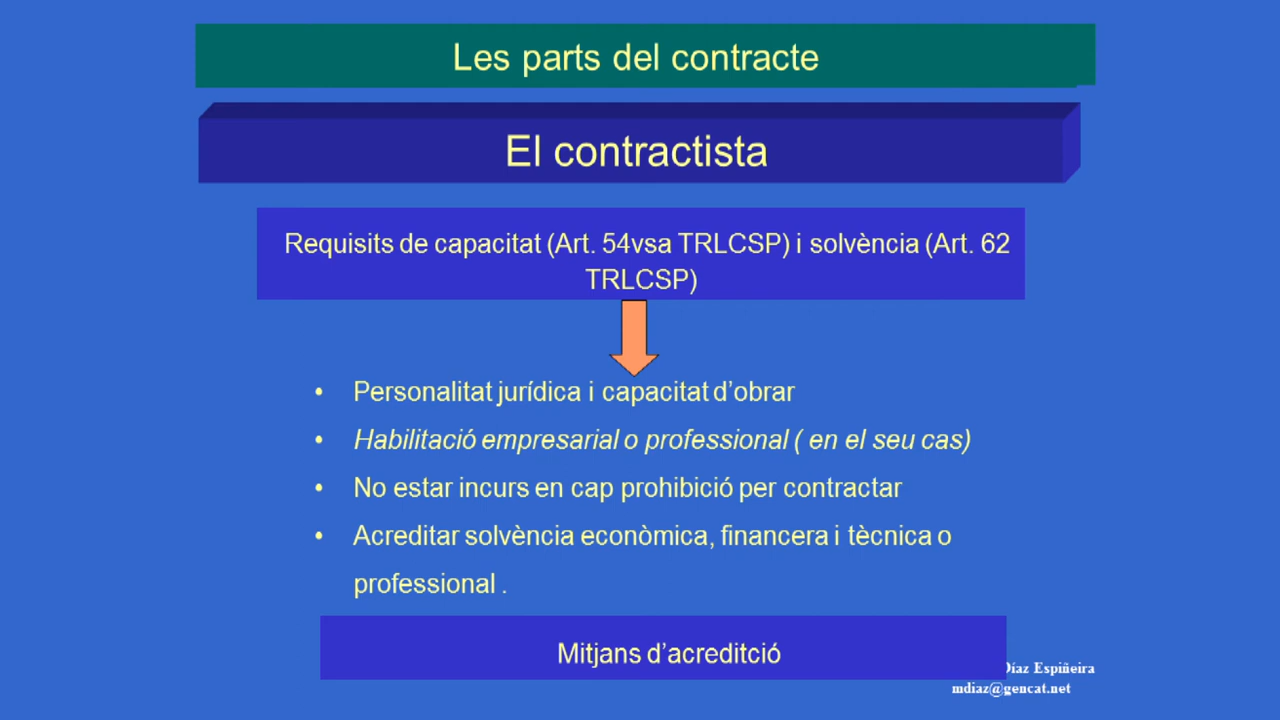 Les parts del contracte
El contractista
Requisits de capacitat (Art. 54vsa TRLCSP) i solvència (Art. 62
TRLCSP)
• Personalitat jurídica i capacitat d’obrar
• Habilitació empresarial o professional ( en el seu cas)
• No estar incurs en cap prohibició per contractar
• Acreditar solvència econòmica, financera i tècnica o
professional .
Mitjans d’acreditció
Díaz Espiñeira
mdiaz@gencat.net